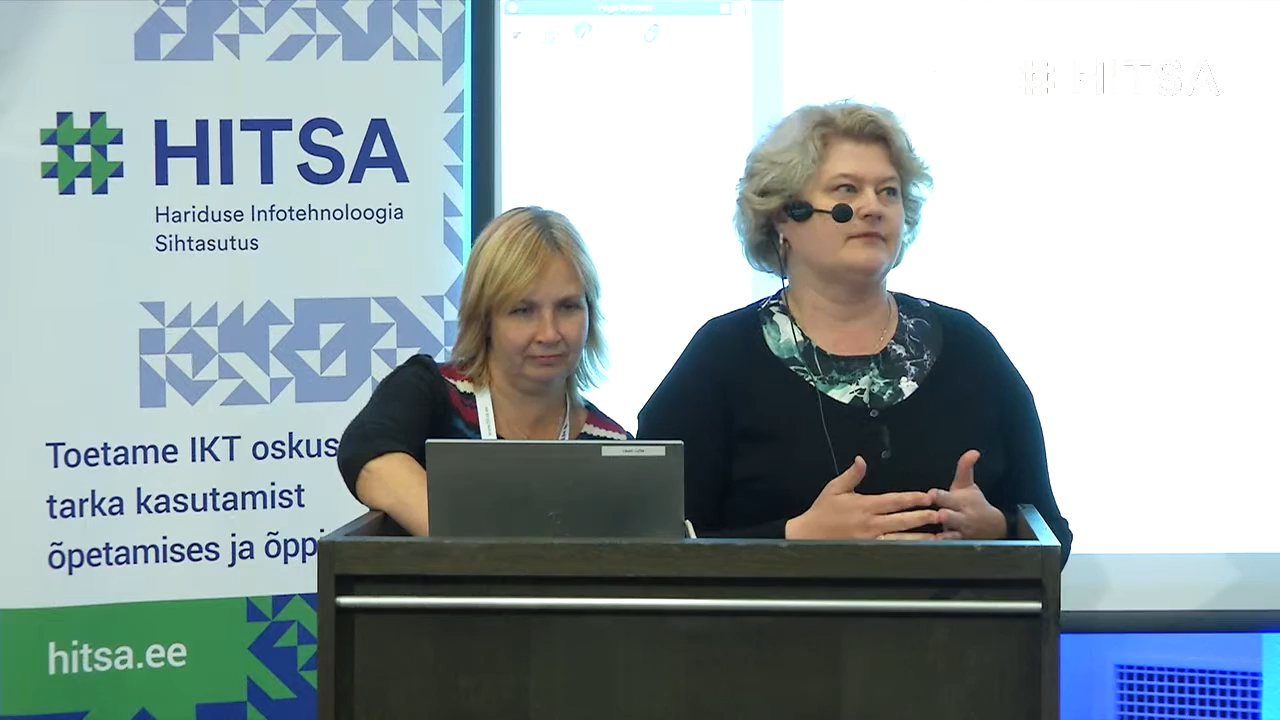 HITSA
Hariduse Infotehnoloogia
Sihtasutus
Toetame IKT oskus
tarka kasutamist
õpetamises ja õppi
hitsa.ee
HITSA